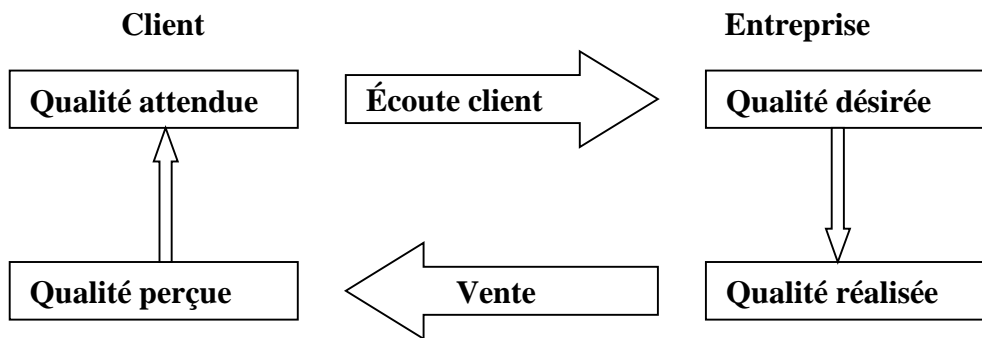 Client
Entreprise
Qualité attendue
Écoute client
Qualité désirée
Qualité perçue
Vente
Qualité réalisée